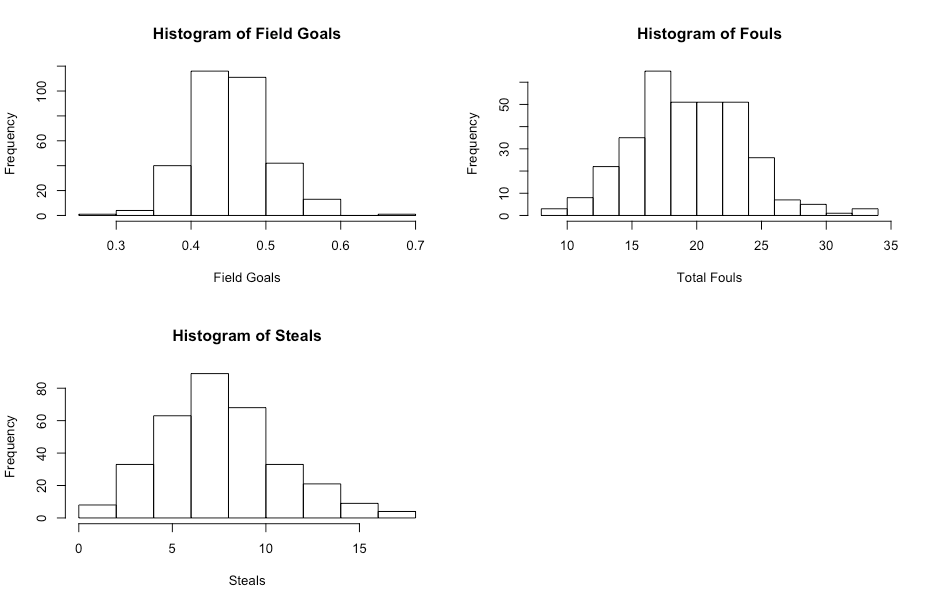 Histogram of Field Goals
Frequency
0 20 60 100
0.3 0.4 0.5 0.6 0.7
Field Goals
Histogram of Fouls
Frequency
0 10 30 50
10 15 20 25 30 35
Total Fouls
Histogram of Steals
Frequency
0 20 40 60 80
0 5 10 15
Steals